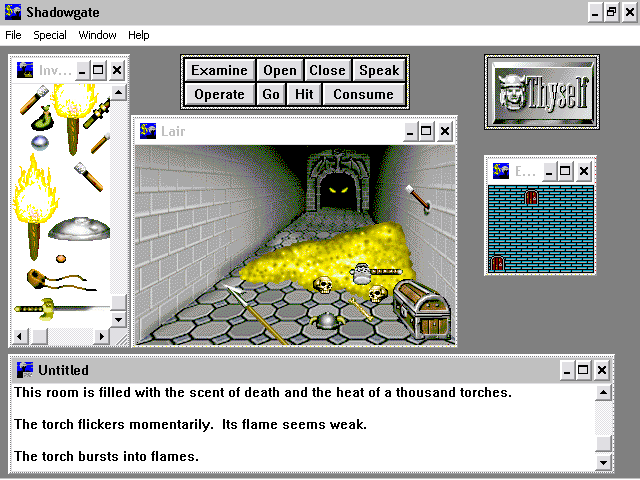 Shadowgate
File Special Window Help
Inv...
Examine Open Close Speak
Operate Go Hit Consume
Thyself
Lair
E...
Untitled
This room is filled with the scent of death and the heat of a thousand torches.
The torch flickers momentarily. Its flame seems weak.
The torch bursts into flames.